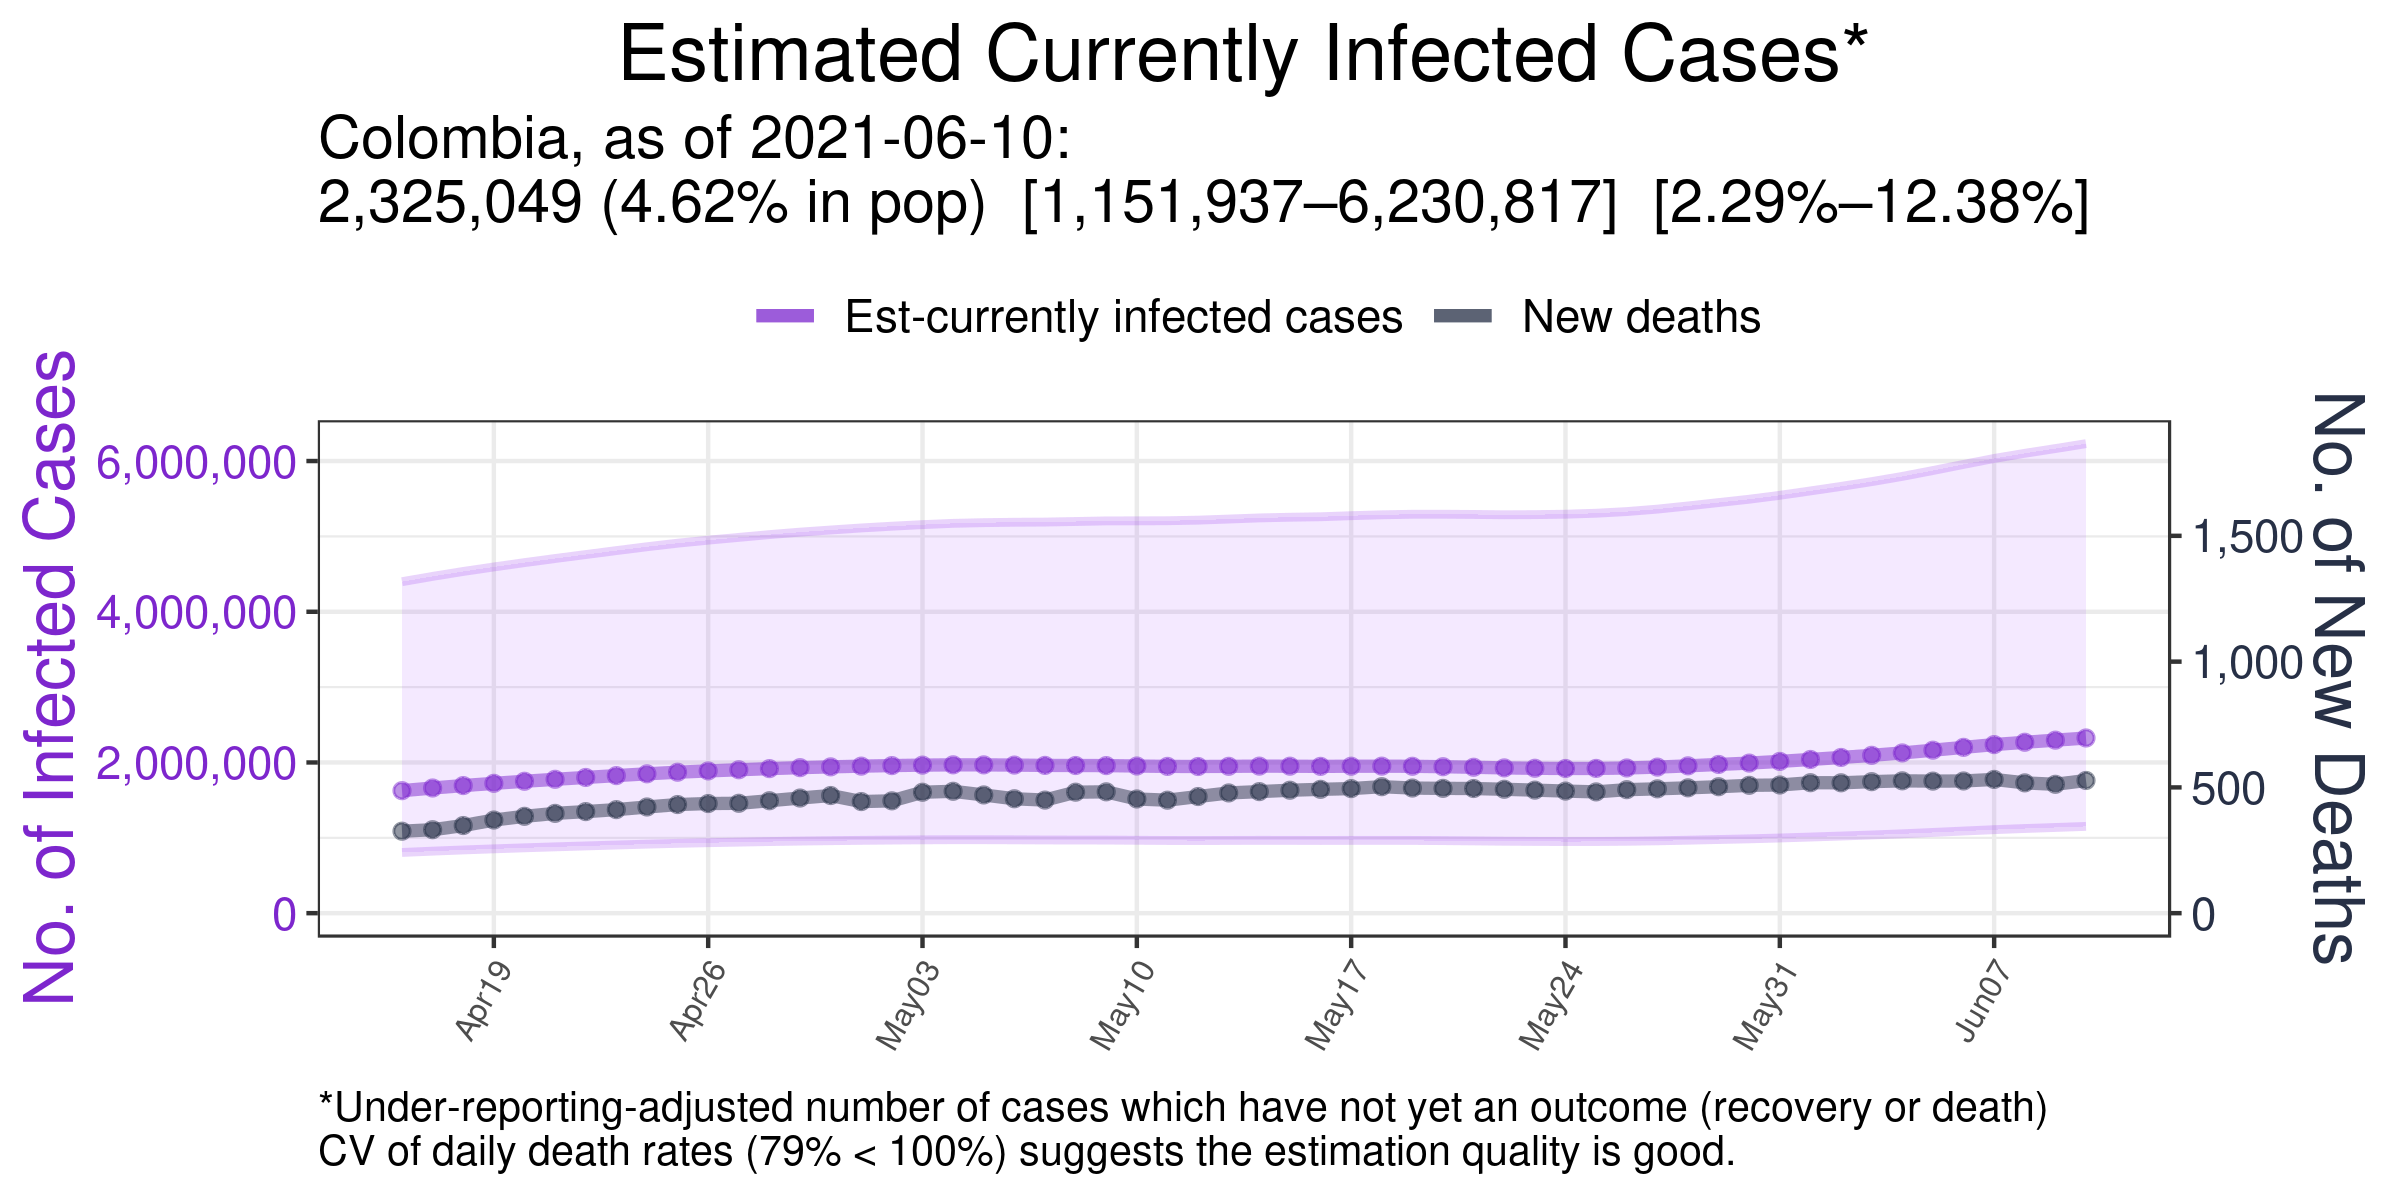 Estimated Currently Infected Cases*
Colombia, as of 2021-06-10:
2,325,049 (4.62% in pop)  [1,151,937–6,230,817]  [2.29%–12.38%]
Est-currently infected cases
New deaths
No. of Infected Cases
6,000,000
4,000,000
2,000,000
0
No. of New Deaths
1,500
1,000
500
0
Apr19
Apr26
May03
May10
May17
May24
May31
Jun07
*Under-reporting-adjusted number of cases which have not yet an outcome (recovery or death)
CV of daily death rates (79% < 100%) suggests the estimation quality is good.